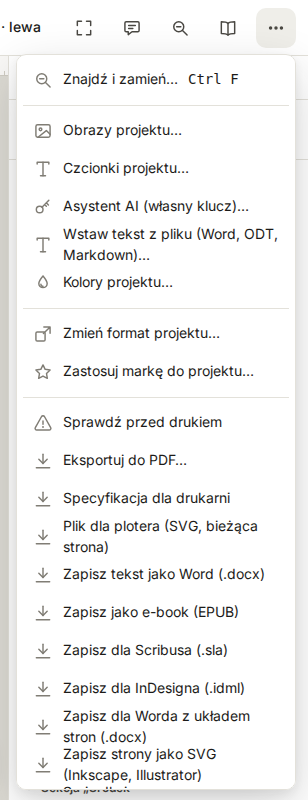 · lewa
Znajdź i zamień... Ctrl F
Obrazy projektu...
Czcionki projektu...
Asystent AI (własny klucz)...
Wstaw tekst z pliku (Word, ODT,
Markdown)...
Kolory projektu...
Zmień format projektu...
Zastosuj markę do projektu...
Sprawdź przed drukiem
Eksportuj do PDF...
Specyfikacja dla drukarni
Plik dla plotera (SVG, bieżąca
strona)
Zapisz tekst jako Word (.docx)
Zapisz jako e-book (EPUB)
Zapisz dla Scribusa (.sla)
Zapisz dla InDesigna (.idml)
Zapisz dla Worda z układem
stron (.docx)
Zapisz strony jako SVG
(Inkscape, Illustrator)